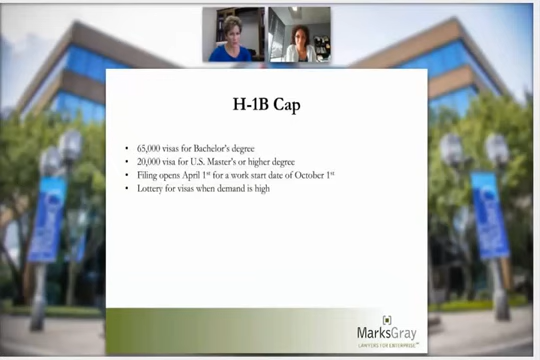 H-1B Cap
• 65,000 visas for Bachelor's degree
• 20,000 visa for U.S. Master's or higher degree
• Filing opens April 1st for a work start date of October 1st
• Lottery for visas when demand is high
MarksGray
LAWYERS FOR ENTERPRISE